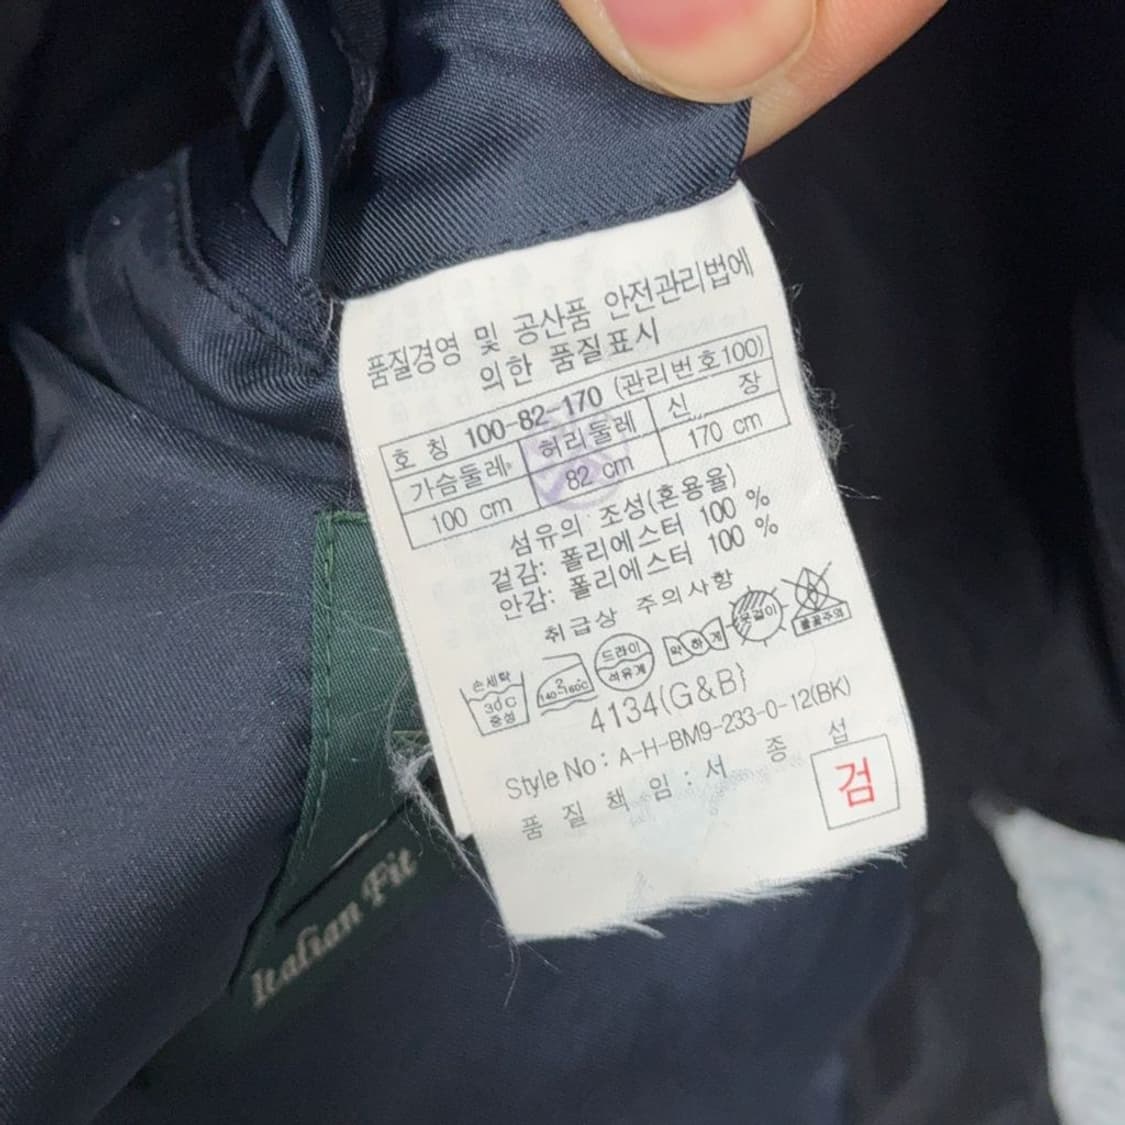 품질경영 및 공산품 안전관리법에
의한 품질표시
호 칭 100-82-170 (관리번호100)
가슴둘레 허리둘레 신 장
100 cm 82 cm 170 cm
섬유의 조성(혼용율)
겉감: 폴리에스터 100 %
안감: 폴리에스터 100 %
취급상 주의사항
손세탁 30°C 중성
2 140~160°C
드라이 석유계
약하게
옷걸이
불꽃주의
4134(G&B)
Style No : A-H-BM9-233-0-12(BK)
품 질 책 임 : 서 종 섭
검
Italian Fit